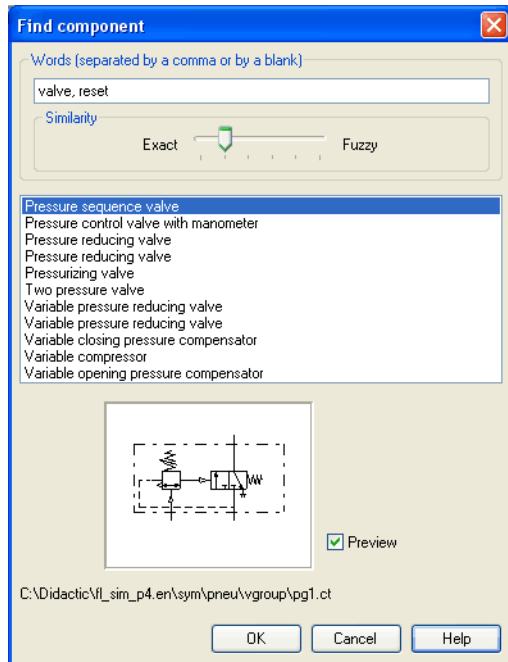 Find component
Words (separated by a comma or by a blank)
valve, reset
Similarity
Exact Fuzzy
Pressure sequence valve
Pressure control valve with manometer
Pressure reducing valve
Pressure reducing valve
Pressurizing valve
Two pressure valve
Variable pressure reducing valve
Variable pressure reducing valve
Variable closing pressure compensator
Variable compressor
Variable opening pressure compensator
Preview
C:\Didactic\fl_sim_p4.en\sym\pneu\vgroup\pg1.ct
OK Cancel Help